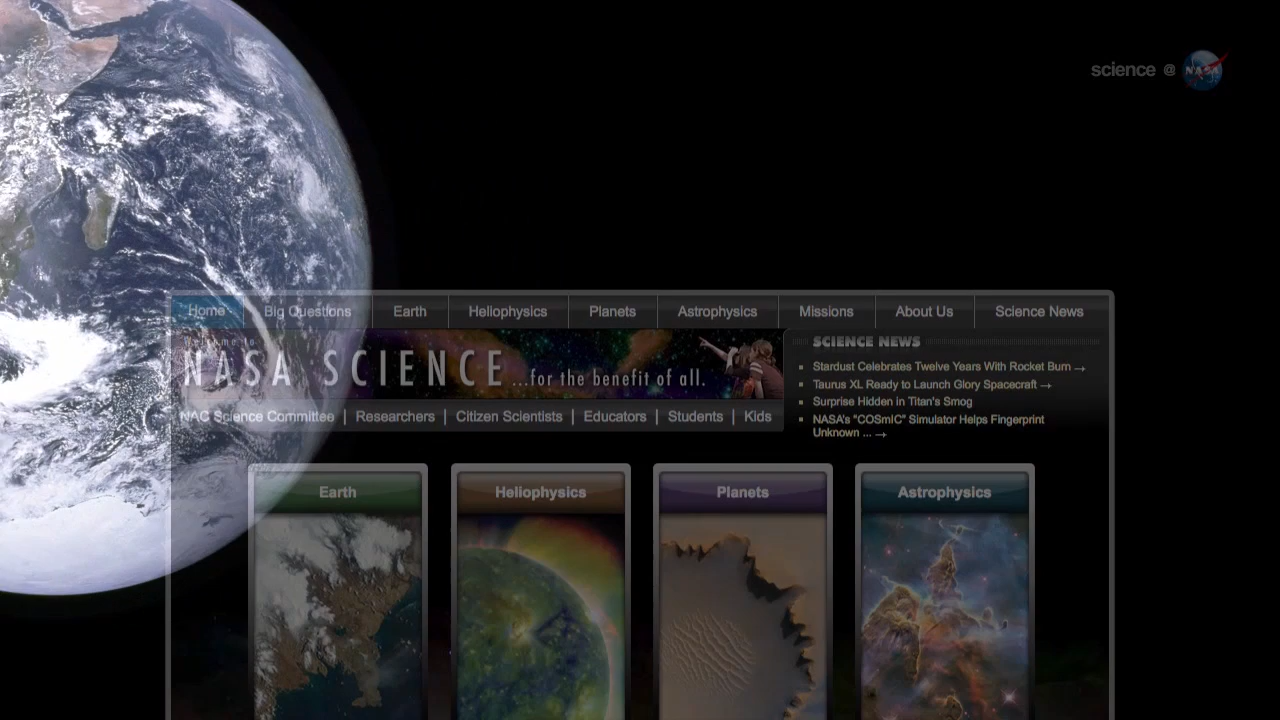 science @ NASA
Home Big Questions Earth Heliophysics Planets Astrophysics Missions About Us Science News
Welcome to
NASA SCIENCE ...for the benefit of all.
NAC Science Committee | Researchers | Citizen Scientists | Educators | Students | Kids
SCIENCE NEWS
Stardust Celebrates Twelve Years With Rocket Burn →
Taurus XL Ready to Launch Glory Spacecraft →
Surprise Hidden in Titan's Smog
NASA's "COSmIC" Simulator Helps Fingerprint
Unknown ... →
Earth Heliophysics Planets Astrophysics